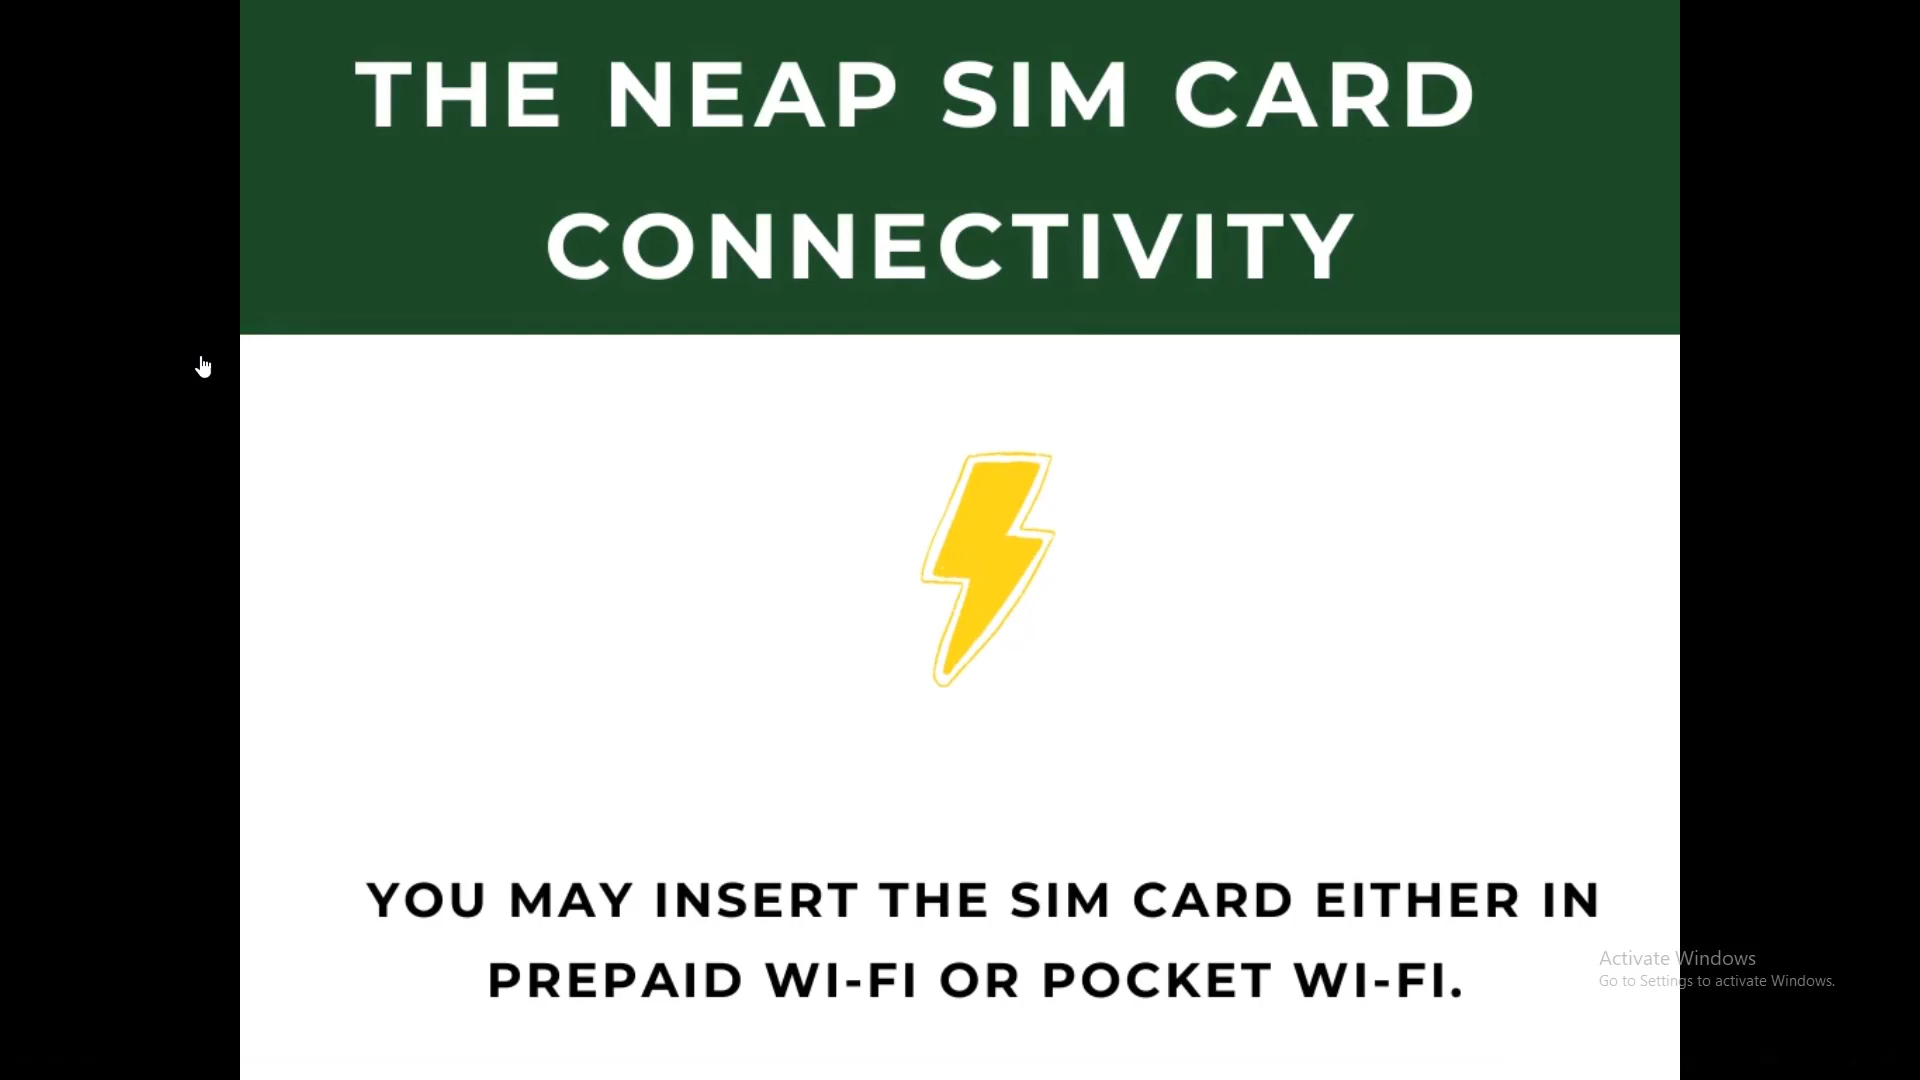 THE NEAP SIM CARD
CONNECTIVITY
YOU MAY INSERT THE SIM CARD EITHER IN
PREPAID WI-FI OR POCKET WI-FI.
Activate Windows
Go to Settings to activate Windows.